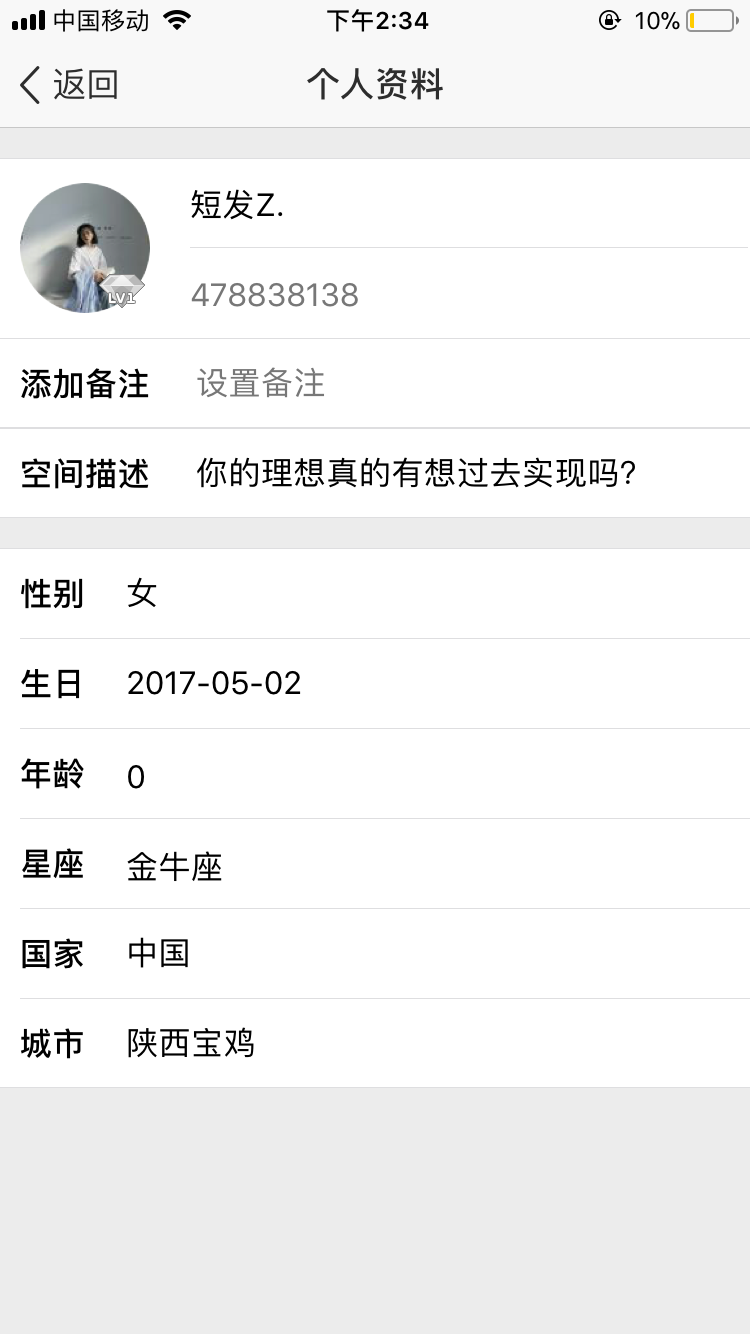 中国移动 下午2:34 10%
返回 个人资料
短发Z.
LV1
478838138
添加备注 设置备注
空间描述 你的理想真的有想过去实现吗?
性别 女
生日 2017-05-02
年龄 0
星座 金牛座
国家 中国
城市 陕西宝鸡